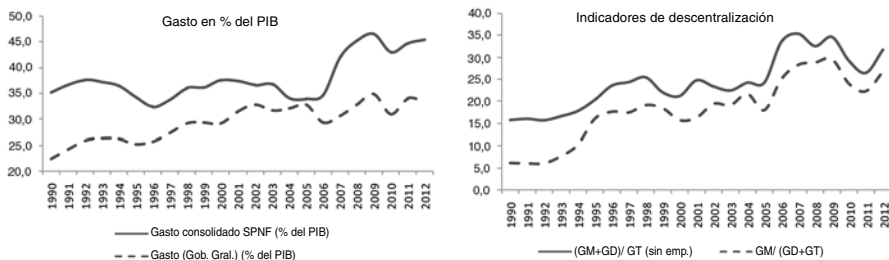 Gasto en % del PIB
50,0
45,0
40,0
35,0
30,0
25,0
20,0
1990 1991 1992 1993 1994 1995 1996 1997 1998 1999 2000 2001 2002 2003 2004 2005 2006 2007 2008 2009 2010 2011 2012
Gasto consolidado SPNF (% del PIB)
Gasto (Gob. Gral.) (% del PIB)
Indicadores de descentralización
40,0
35,0
30,0
25,0
20,0
15,0
10,0
5,0
0,0
1990 1991 1992 1993 1994 1995 1996 1997 1998 1999 2000 2001 2002 2003 2004 2005 2006 2007 2008 2009 2010 2011 2012
(GM+GD)/ GT (sin emp.)
GM/ (GD+GT)